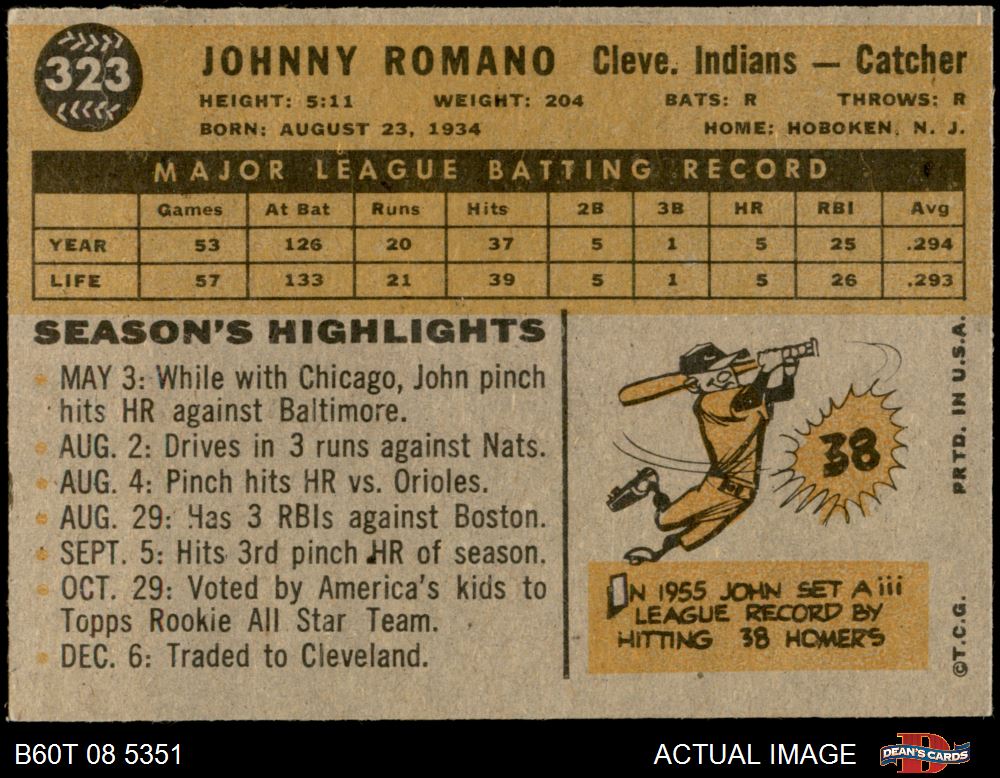 323
JOHNNY ROMANO Cleve. Indians — Catcher
HEIGHT: 5:11 WEIGHT: 204 BATS: R THROWS: R
BORN: AUGUST 23, 1934 HOME: HOBOKEN, N. J.
MAJOR LEAGUE BATTING RECORD
Games At Bat Runs Hits 2B 3B HR RBI Avg
YEAR 53 126 20 37 5 1 5 25 .294
LIFE 57 133 21 39 5 1 5 26 .293
SEASON'S HIGHLIGHTS
MAY 3: While with Chicago, John pinch
hits HR against Baltimore.
AUG. 2: Drives in 3 runs against Nats.
AUG. 4: Pinch hits HR vs. Orioles.
AUG. 29: Has 3 RBIs against Boston.
SEPT. 5: Hits 3rd pinch HR of season.
OCT. 29: Voted by America's kids to
Topps Rookie All Star Team.
DEC. 6: Traded to Cleveland.
38
IN 1955 JOHN SET A iii
LEAGUE RECORD BY
HITTING 38 HOMERS
©T.C.G. PRTD. IN U.S.A.
B60T 08 5351 ACTUAL IMAGE DEAN'S CARDS